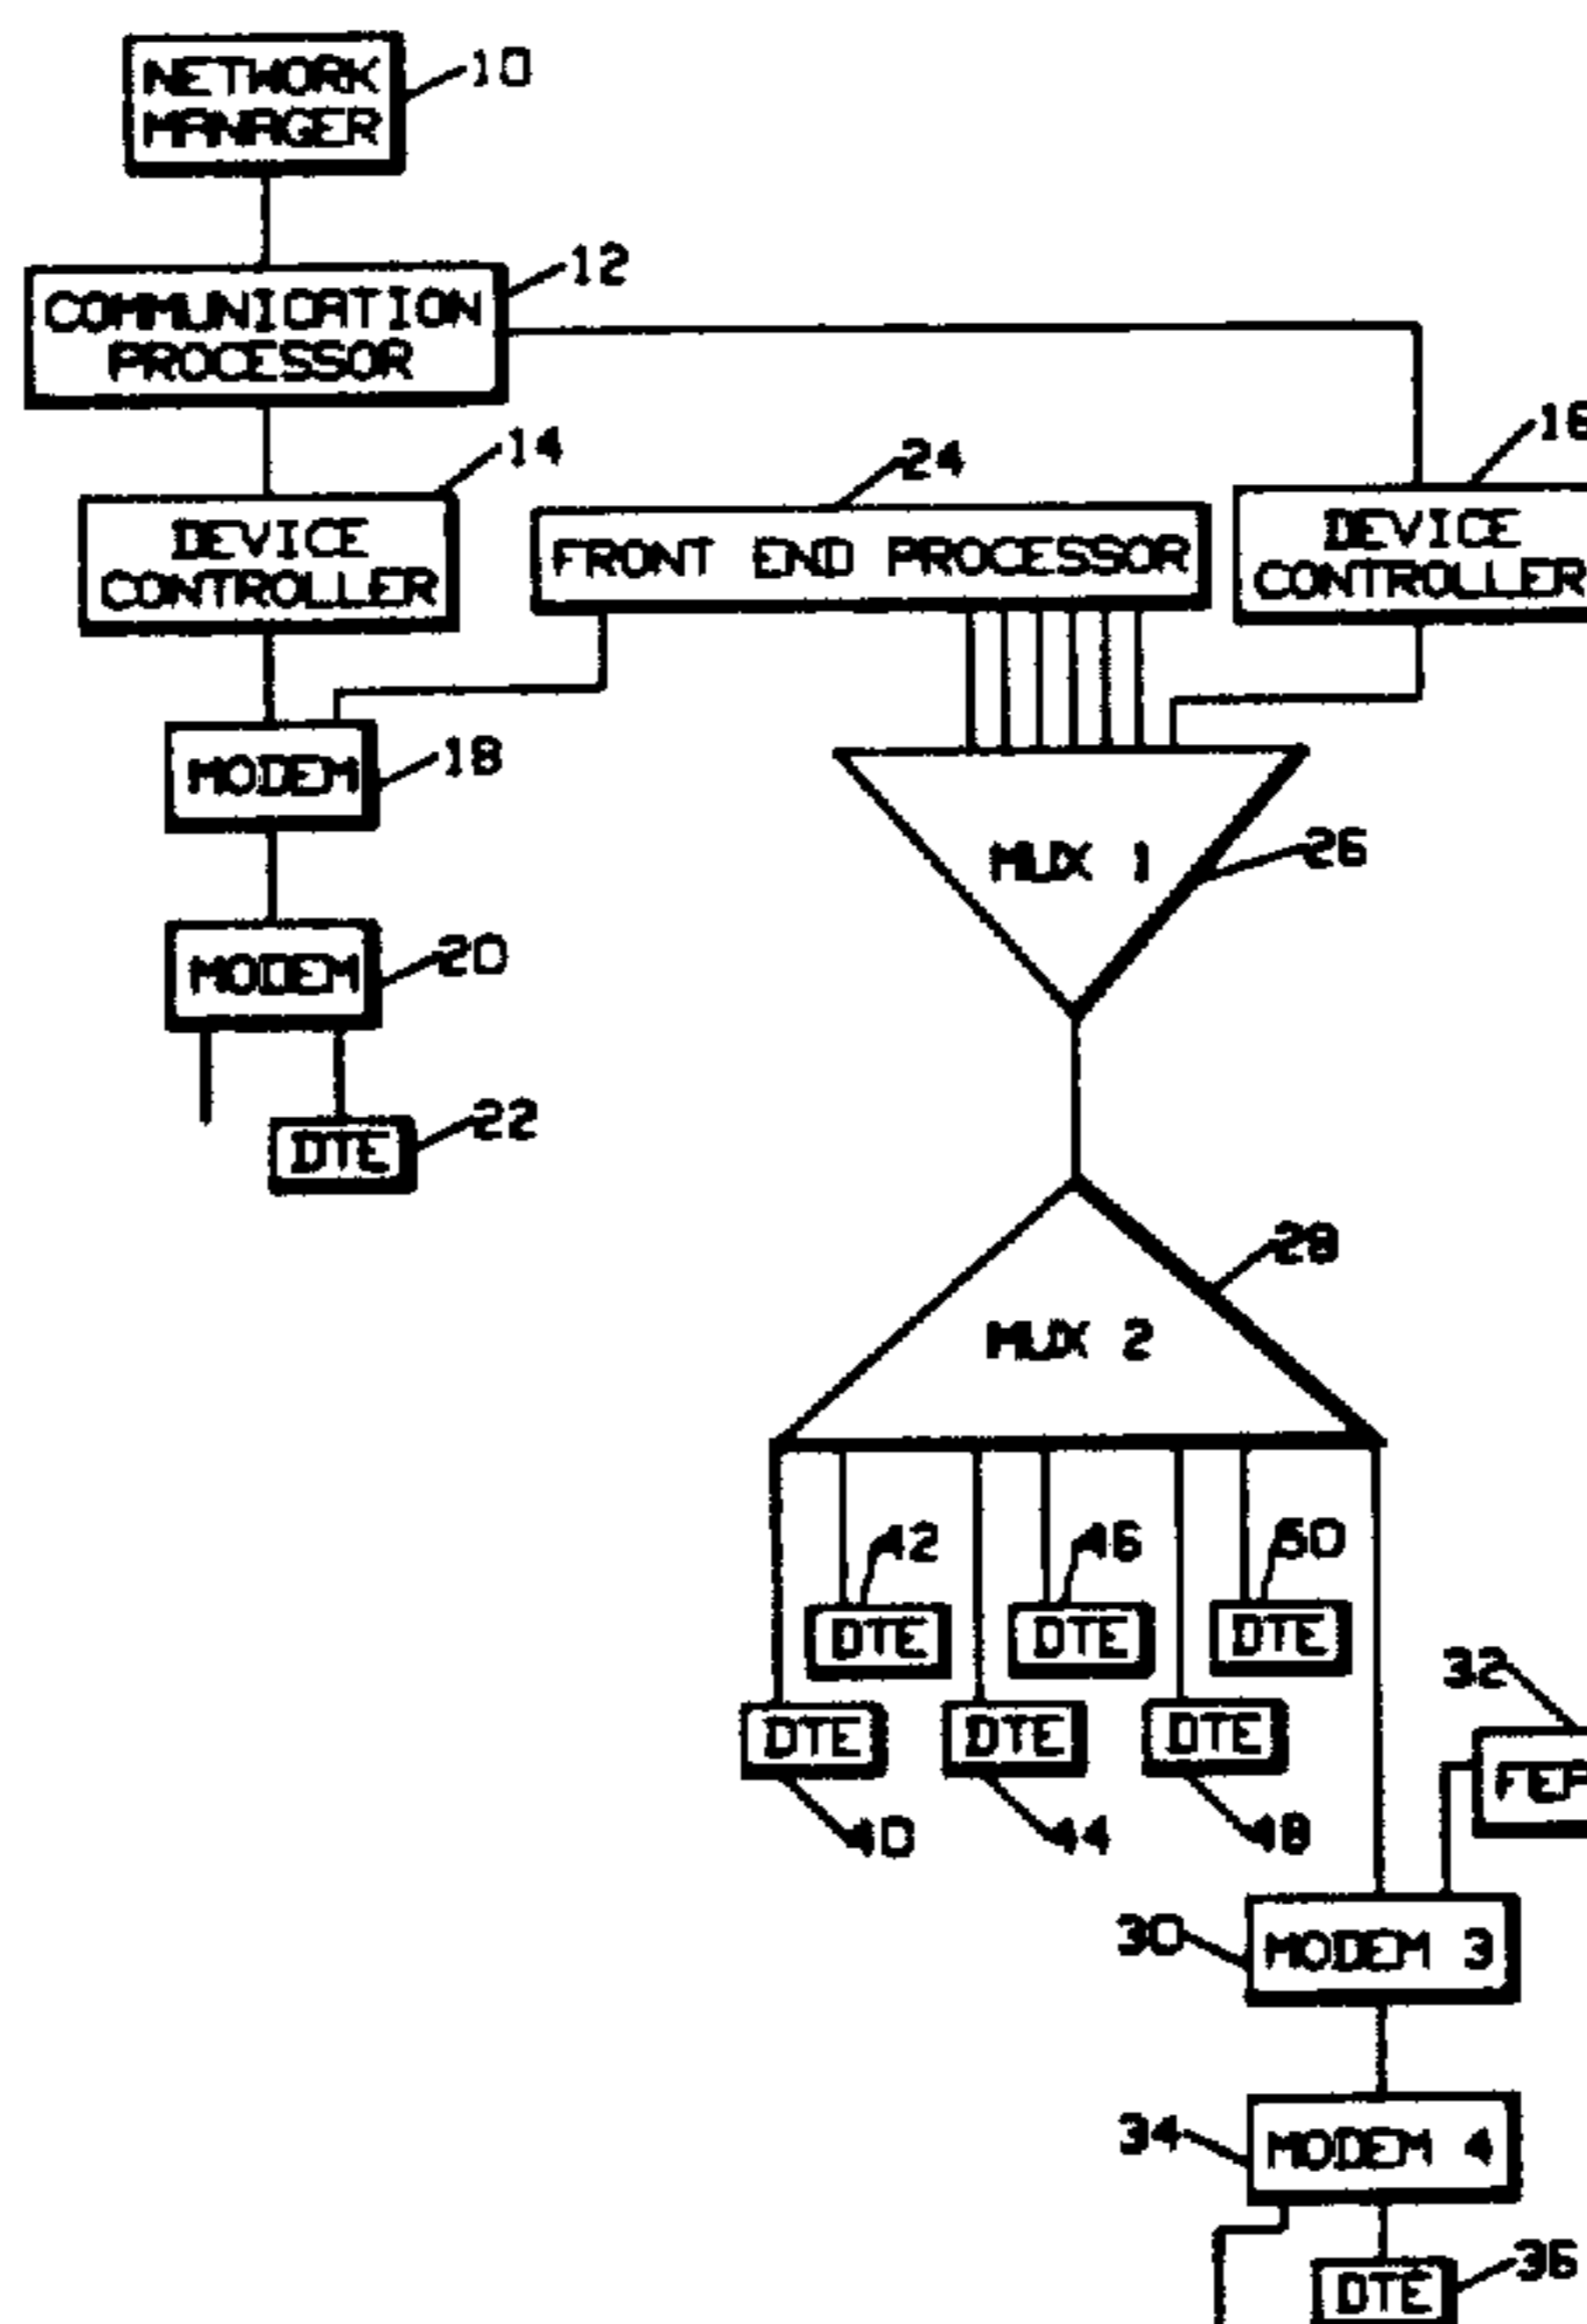 NETWORK
MANAGER
10
COMMUNICATION
PROCESSOR
12
DEVICE
CONTROLLER
14
FRONT END PROCESSOR
24
DEVICE
CONTROLLER
MODEM
18
MUX 1
26
MODEM
20
DTE
22
MUX 2
28
42
46
50
DTE
DTE
DTE
DTE
DTE
DTE
40
44
48
32
30
MODEM 3
34
MODEM 4
DTE
36